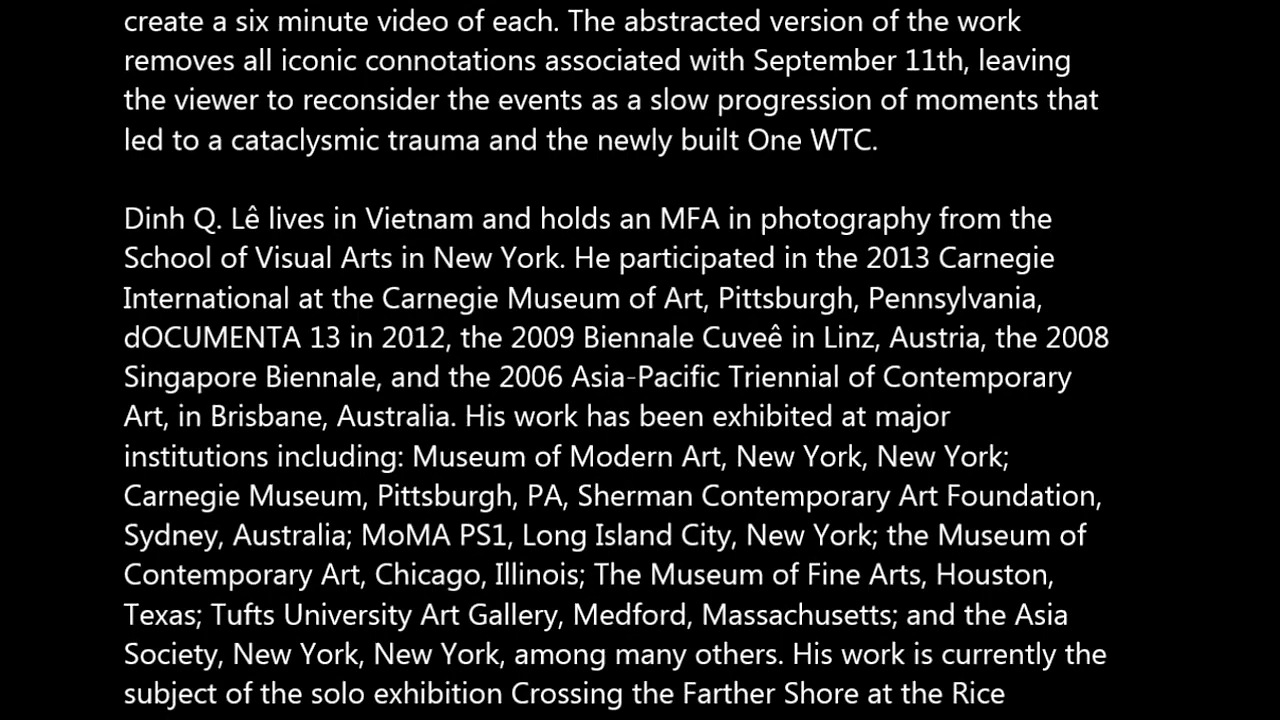 create a six minute video of each. The abstracted version of the work
removes all iconic connotations associated with September 11th, leaving
the viewer to reconsider the events as a slow progression of moments that
led to a cataclysmic trauma and the newly built One WTC.
Dinh Q. Lê lives in Vietnam and holds an MFA in photography from the
School of Visual Arts in New York. He participated in the 2013 Carnegie
International at the Carnegie Museum of Art, Pittsburgh, Pennsylvania,
dOCUMENTA 13 in 2012, the 2009 Biennale Cuveê in Linz, Austria, the 2008
Singapore Biennale, and the 2006 Asia-Pacific Triennial of Contemporary
Art, in Brisbane, Australia. His work has been exhibited at major
institutions including: Museum of Modern Art, New York, New York;
Carnegie Museum, Pittsburgh, PA, Sherman Contemporary Art Foundation,
Sydney, Australia; MoMA PS1, Long Island City, New York; the Museum of
Contemporary Art, Chicago, Illinois; The Museum of Fine Arts, Houston,
Texas; Tufts University Art Gallery, Medford, Massachusetts; and the Asia
Society, New York, New York, among many others. His work is currently the
subject of the solo exhibition Crossing the Farther Shore at the Rice